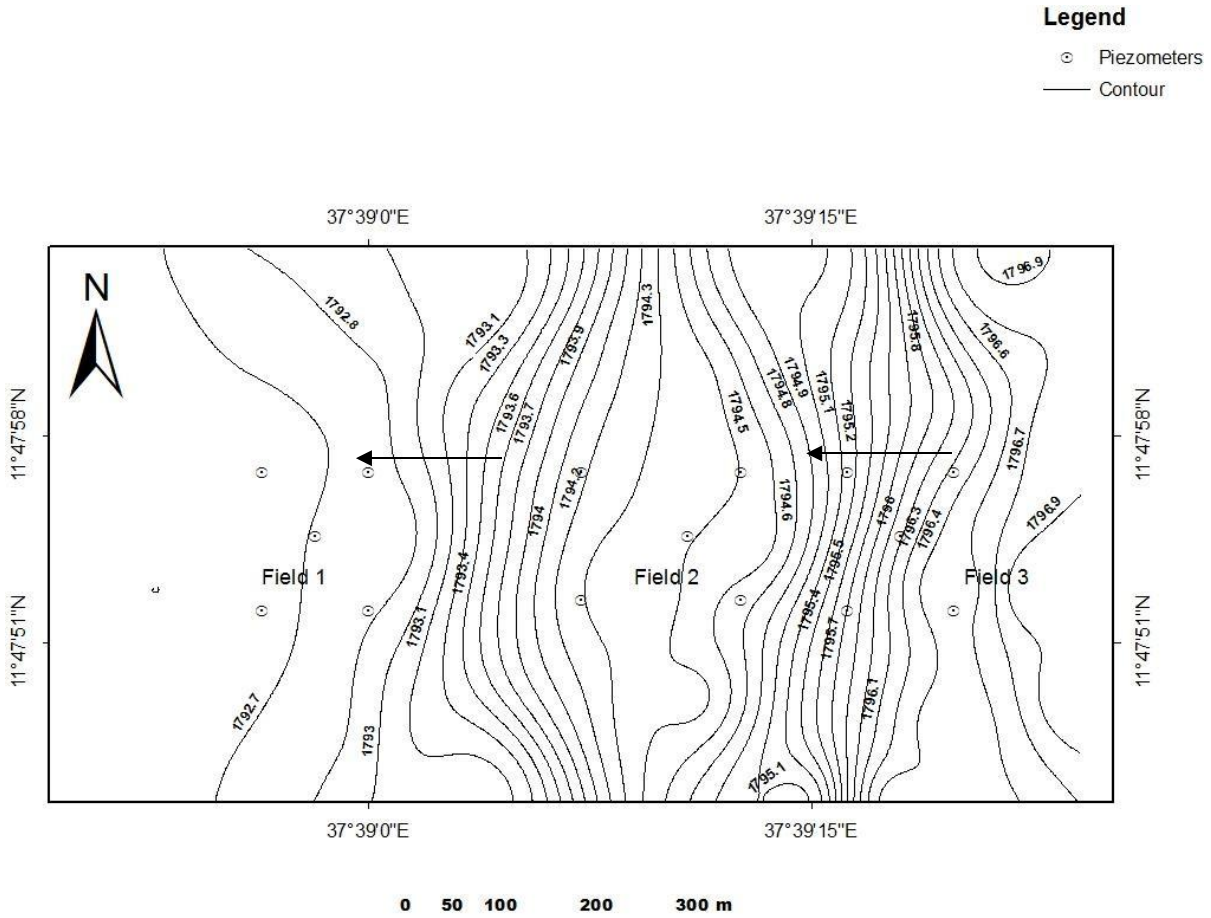 Legend
Piezometers
Contour
37°39'0"E
37°39'15"E
N
1796.9
1792.8
1793.1
1793.3
1793.9
1794.3
1795.8
1796.6
1793.6
1793.7
1794.5
1794.8
1794.9
1795.1
1795.2
1796.7
11°47'58"N
11°47'58"N
1794.2
1794
1794.6
1796
1796.3
1796.4
1796.9
1793.4
1795.5
Field 1
Field 2
Field 3
1793.1
1795.4
1795.7
11°47'51"N
11°47'51"N
1792.7
1793
1796.1
1795.1
37°39'0"E
37°39'15"E
0 50 100 200 300 m